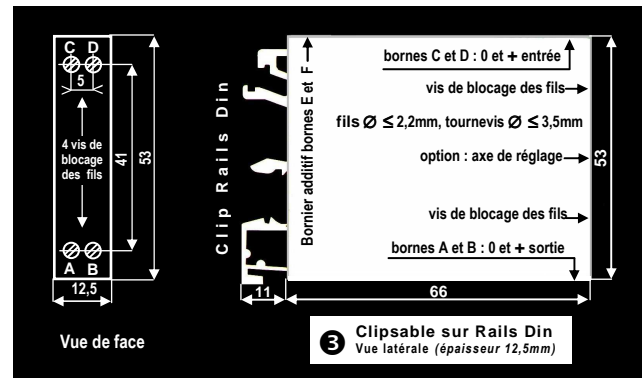 C D
5
4 vis de
blocage
des fils
41
53
A B
12,5
Vue de face
Clip Rails Din
Bornier additif bornes E et F
bornes C et D : 0 et + entrée
vis de blocage des fils
fils Ø ≤ 2,2mm, tournevis Ø ≤ 3,5mm
option : axe de réglage
53
vis de blocage des fils
bornes A et B : 0 et + sortie
11
66
❸ Clipsable sur Rails Din
Vue latérale (épaisseur 12,5mm)